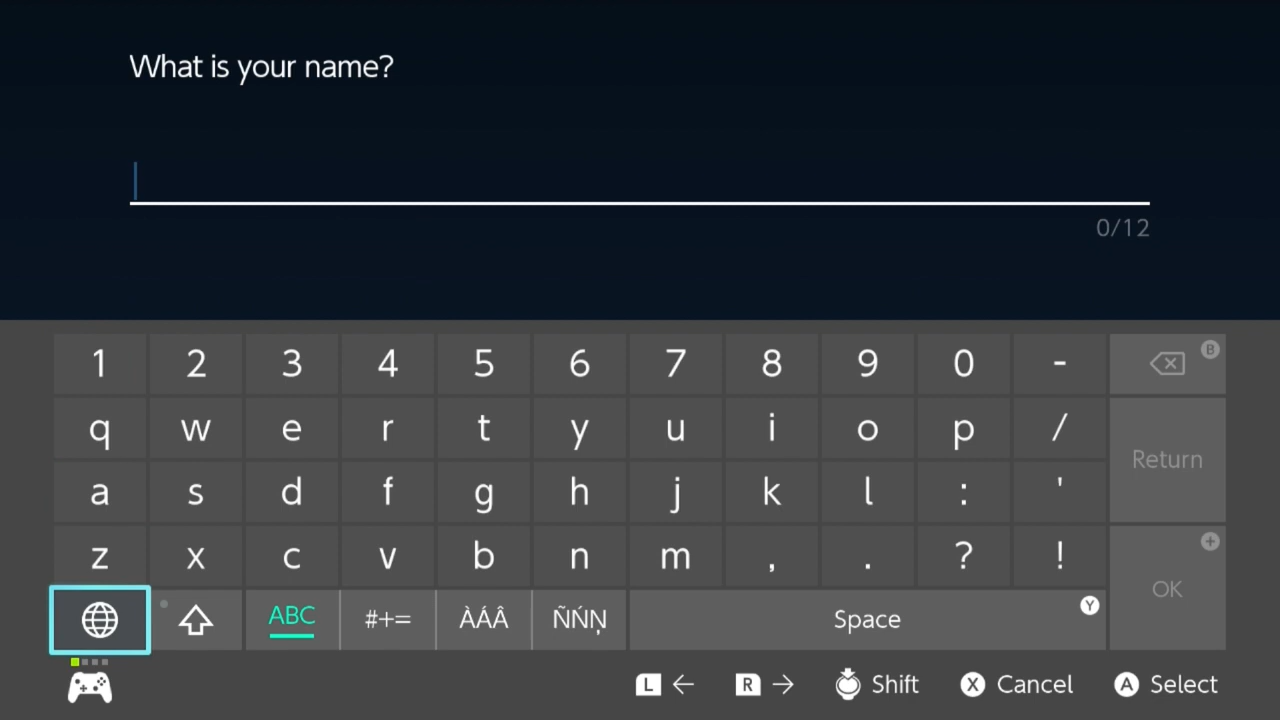 What is your name?
0/12
1 2 3 4 5 6 7 8 9 0 - B
q w e r t y u i o p /
Return
a s d f g h j k l : '
z x c v b n m , . ? ! +
OK
ABC #+= ÀÁÂ ÑŃŅ Space Y
L ← R → Shift X Cancel A Select